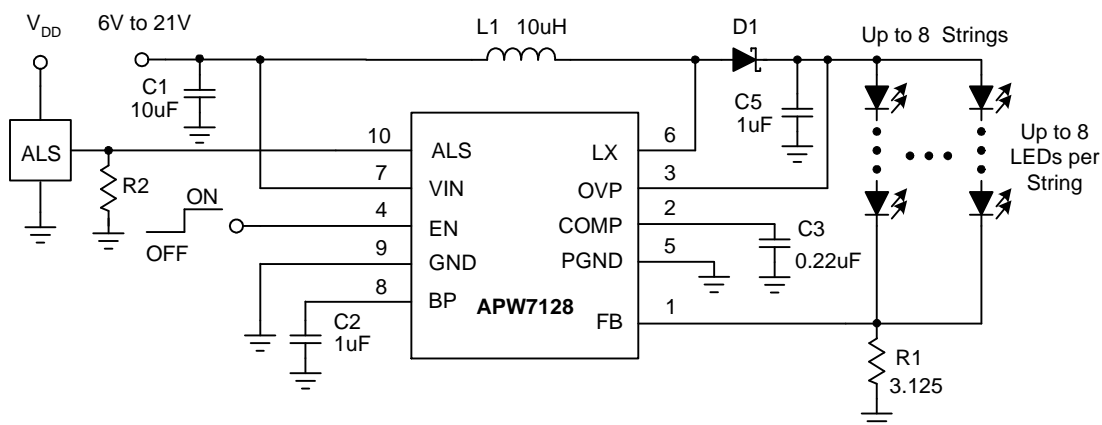 VDD
6V to 21V
L1 10uH
D1
Up to 8 Strings
C1
10uF
C5
1uF
Up to 8
LEDs per
String
ALS
R2
ON
OFF
10
7
4
9
8
ALS
VIN
EN
GND
BP
APW7128
LX
OVP
COMP
PGND
FB
6
3
2
5
1
C2
1uF
C3
0.22uF
R1
3.125